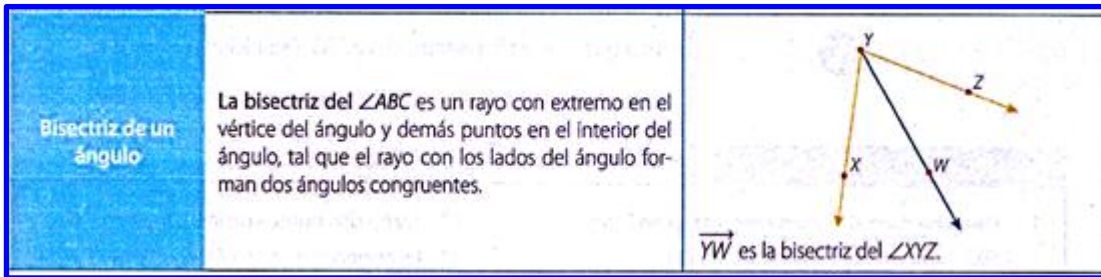 Bisectriz de un
ángulo
La bisectriz del ∠ABC es un rayo con extremo en el
vértice del ángulo y demás puntos en el interior del
ángulo, tal que el rayo con los lados del ángulo for-
man dos ángulos congruentes.
Y
Z
X
W
YW es la bisectriz del ∠XYZ.